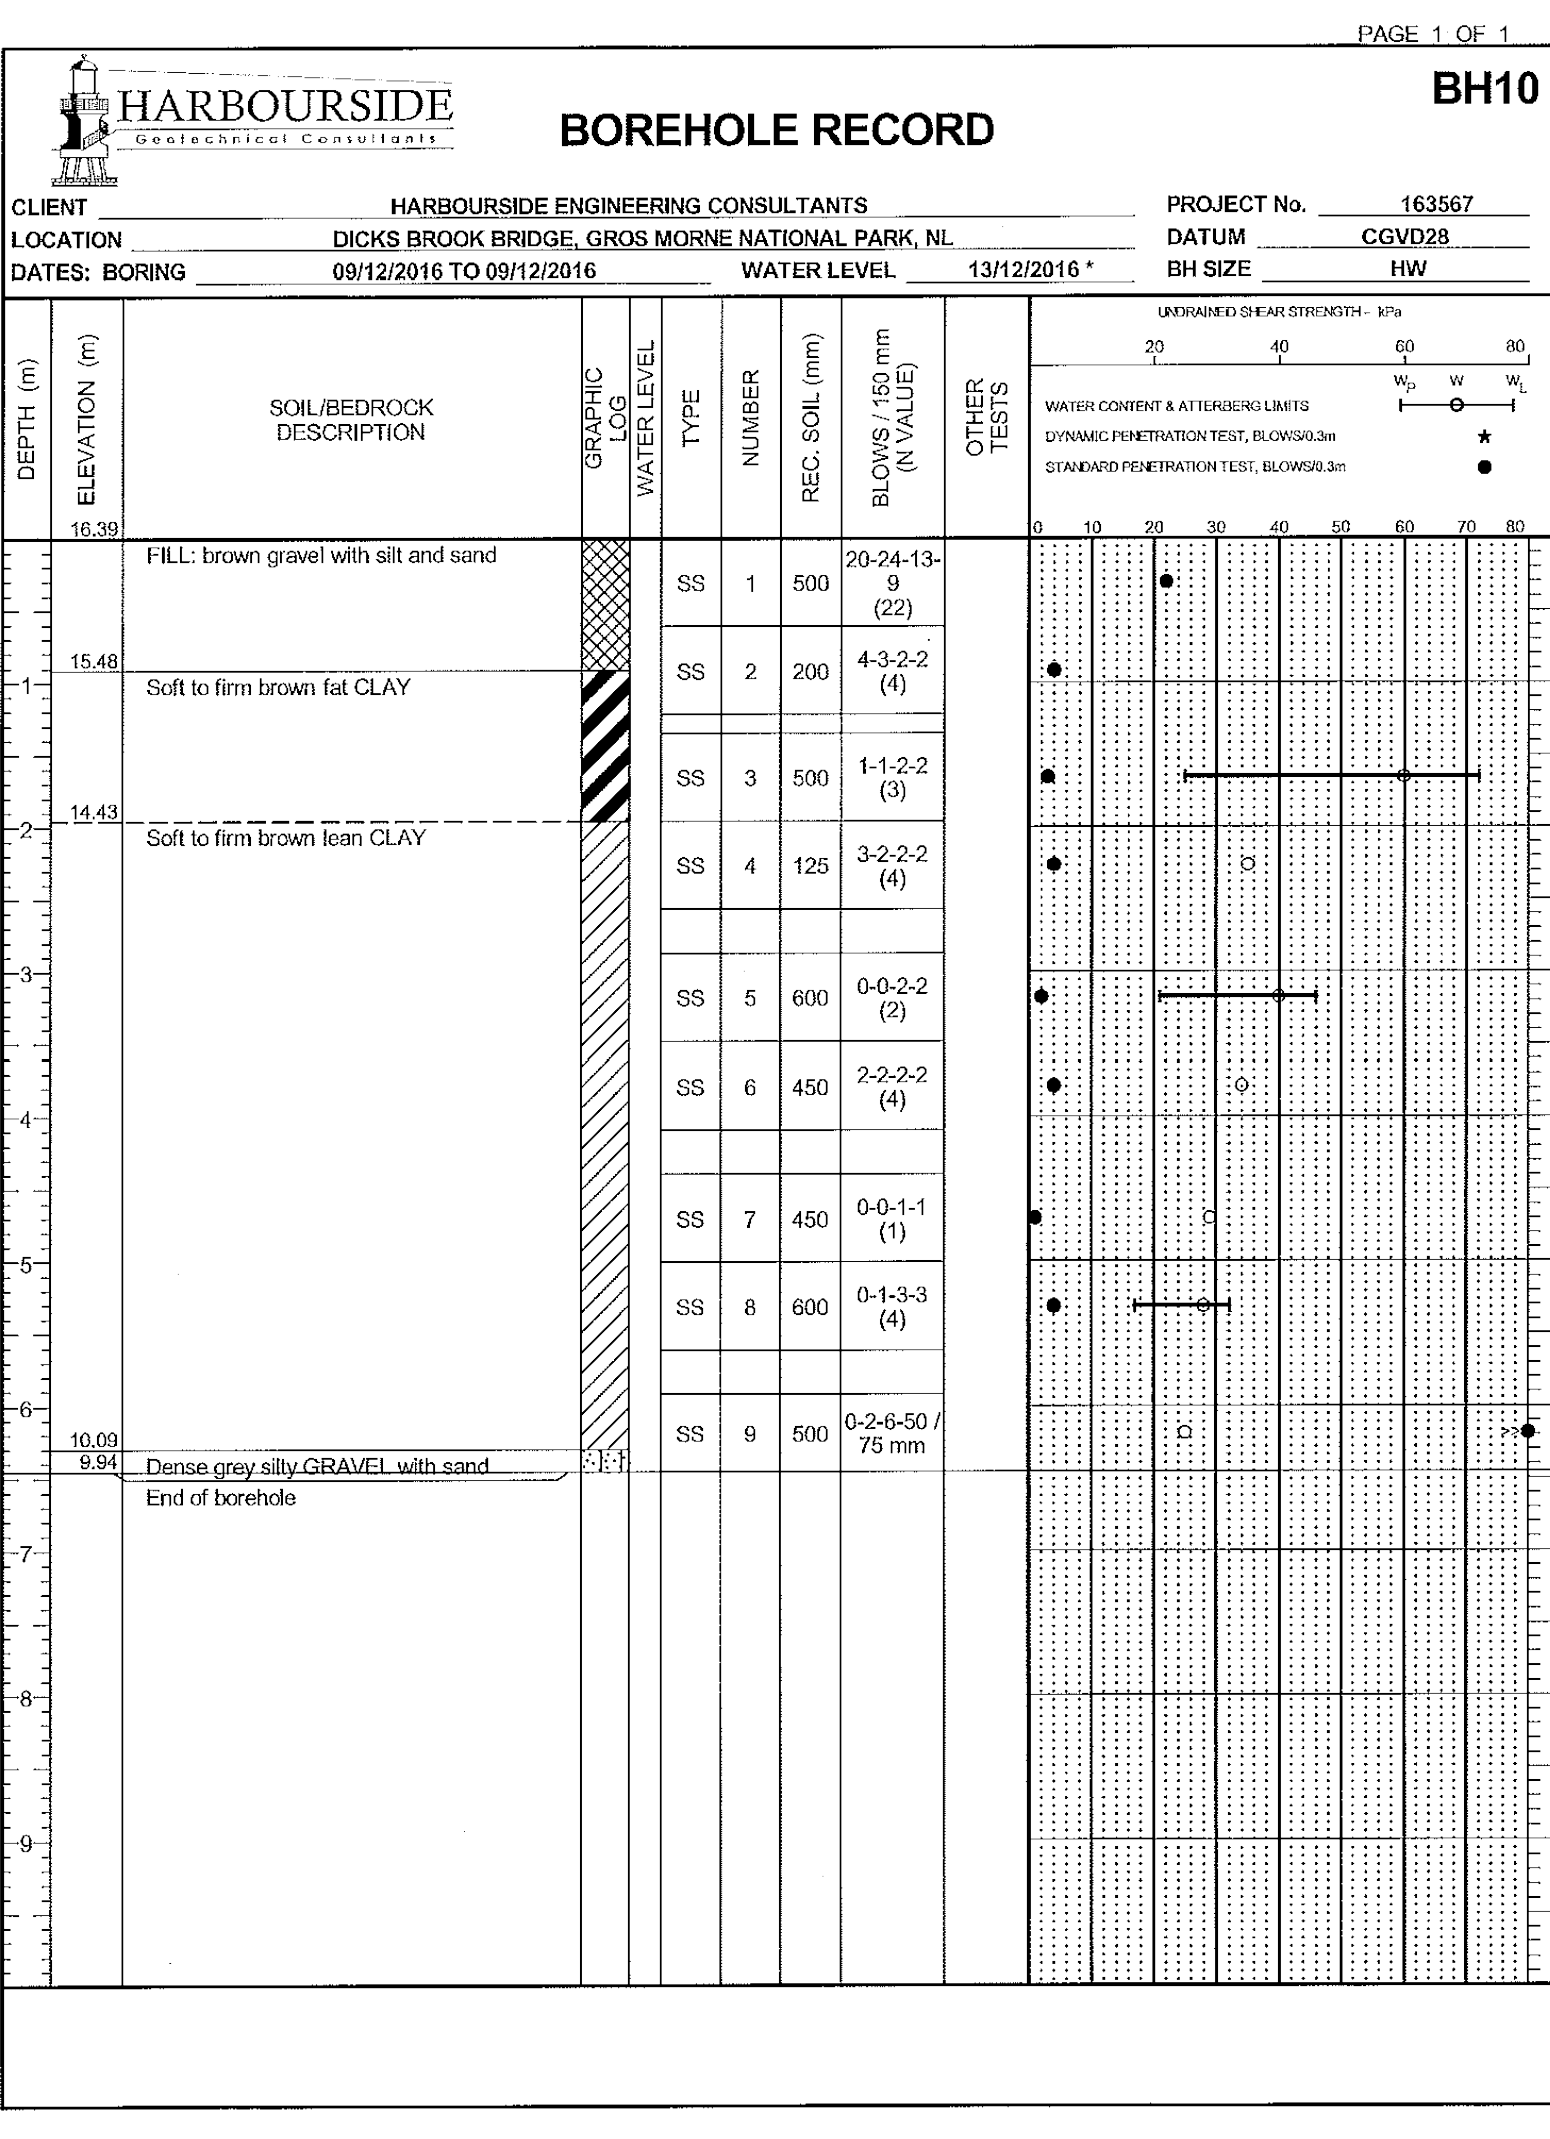 PAGE 1 OF 1
HARBOURSIDE
Geotechnical Consultants
BOREHOLE RECORD
BH10
CLIENT HARBOURSIDE ENGINEERING CONSULTANTS PROJECT No. 163567
LOCATION DICKS BROOK BRIDGE, GROS MORNE NATIONAL PARK, NL DATUM CGVD28
DATES: BORING 09/12/2016 TO 09/12/2016 WATER LEVEL 13/12/2016 * BH SIZE HW
DEPTH (m)
ELEVATION (m)
SOIL/BEDROCK
DESCRIPTION
GRAPHIC
LOG
WATER LEVEL
TYPE
NUMBER
REC. SOIL (mm)
BLOWS / 150 mm
(N VALUE)
OTHER
TESTS
UNDRAINED SHEAR STRENGTH - kPa
20 40 60 80
Wp W WL
WATER CONTENT & ATTERBERG LIMITS
DYNAMIC PENETRATION TEST, BLOWS/0.3m ★
STANDARD PENETRATION TEST, BLOWS/0.3m ●
0 10 20 30 40 50 60 70 80
16.39
FILL: brown gravel with silt and sand
SS 1 500 20-24-13-
9
(22)
15.48
SS 2 200 4-3-2-2
(4)
1
Soft to firm brown fat CLAY
SS 3 500 1-1-2-2
(3)
14.43
2
Soft to firm brown lean CLAY
SS 4 125 3-2-2-2
(4)
3
SS 5 600 0-0-2-2
(2)
SS 6 450 2-2-2-2
(4)
4
SS 7 450 0-0-1-1
(1)
5
SS 8 600 0-1-3-3
(4)
6
SS 9 500 0-2-6-50 /
75 mm
>>
10.09
9.94 Dense grey silty GRAVEL with sand
End of borehole
7
8
9